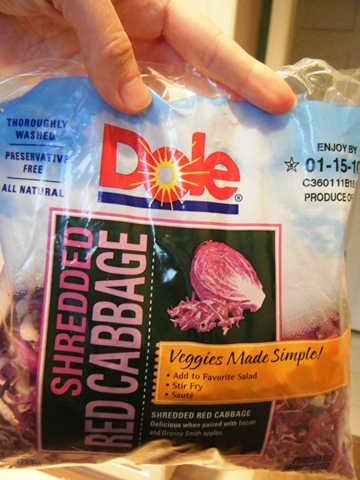 THOROUGHLY
WASHED
PRESERVATIVE
FREE
ALL NATURAL
Dole®
ENJOY BY
01-15-10
PRODUCE OF
SHREDDED
RED CABBAGE
Veggies Made Simple!
• Add to Favorite Salad
• Stir Fry
• Sauté
SHREDDED RED CABBAGE
Delicious when paired with bacon
and Granny Smith apples.